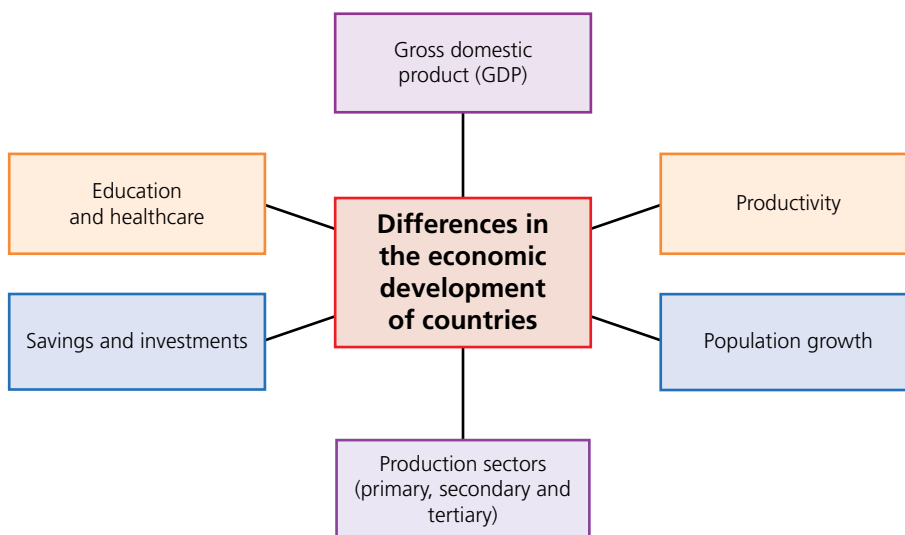 Gross domestic
product (GDP)
Education
and healthcare
Productivity
Differences in
the economic
development
of countries
Savings and investments
Population growth
Production sectors
(primary, secondary and
tertiary)